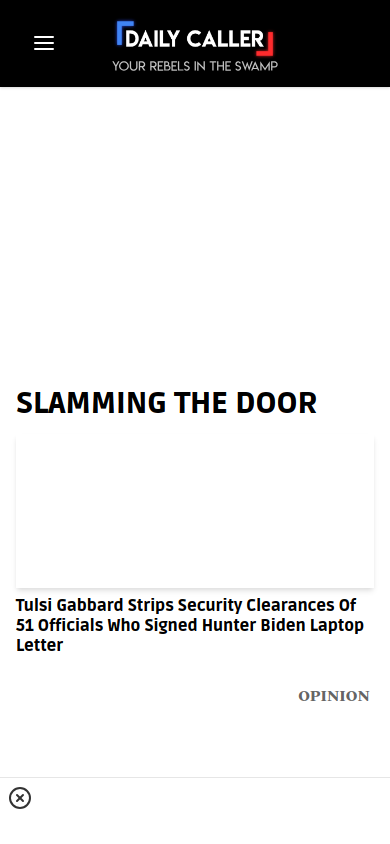 DAILY CALLER
YOUR REBELS IN THE SWAMP
SLAMMING THE DOOR
Tulsi Gabbard Strips Security Clearances Of
51 Officials Who Signed Hunter Biden Laptop
Letter
OPINION